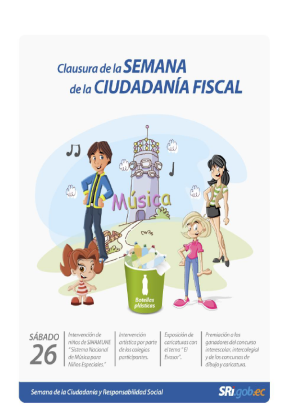 Clausura de la SEMANA
de la CIUDADANÍA FISCAL
Música
Botellas
plásticas
SÁBADO
26
Intervención de
niños de SINAMUNE,
"Sistema Nacional
de Música para
Niños Especiales."
Intervención
artística por parte
de los colegios
participantes.
Exposición de
caricaturas con
el tema "El
Evasor".
Premiación a los
ganadores del concurso
interescolar, intercolegial
y de los concursos de
dibujo y caricatura.
Semana de la Ciudadanía y Responsabilidad Social
SRi.gob.ec